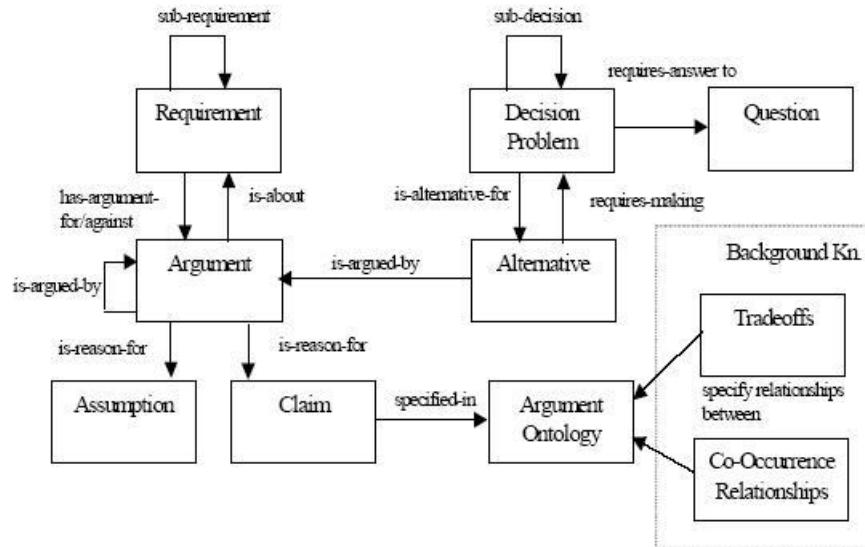 sub-requirement
sub-decision
requires-answer to
Requirement
Decision
Problem
Question
has-argument-
for/against
is-about
is-alternative-for
requires-making
Background Kn.
Argument
is-argued-by
Alternative
is-argued-by
Tradeoffs
is-reason-for
is-reason-for
specify relationships
between
Assumption
Claim
specified-in
Argument
Ontology
Co-Occurrence
Relationships